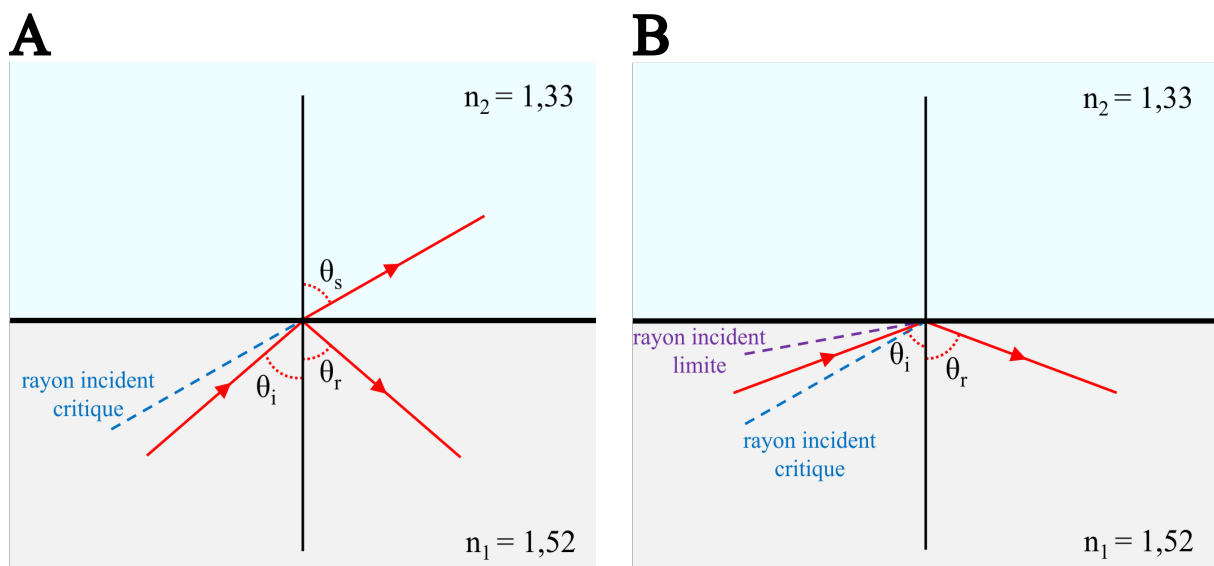 A
n₂ = 1,33
θₛ
rayon incident
critique
θᵢ
θᵣ
n₁ = 1,52
B
n₂ = 1,33
rayon incident
limite
θᵢ
θᵣ
rayon incident
critique
n₁ = 1,52